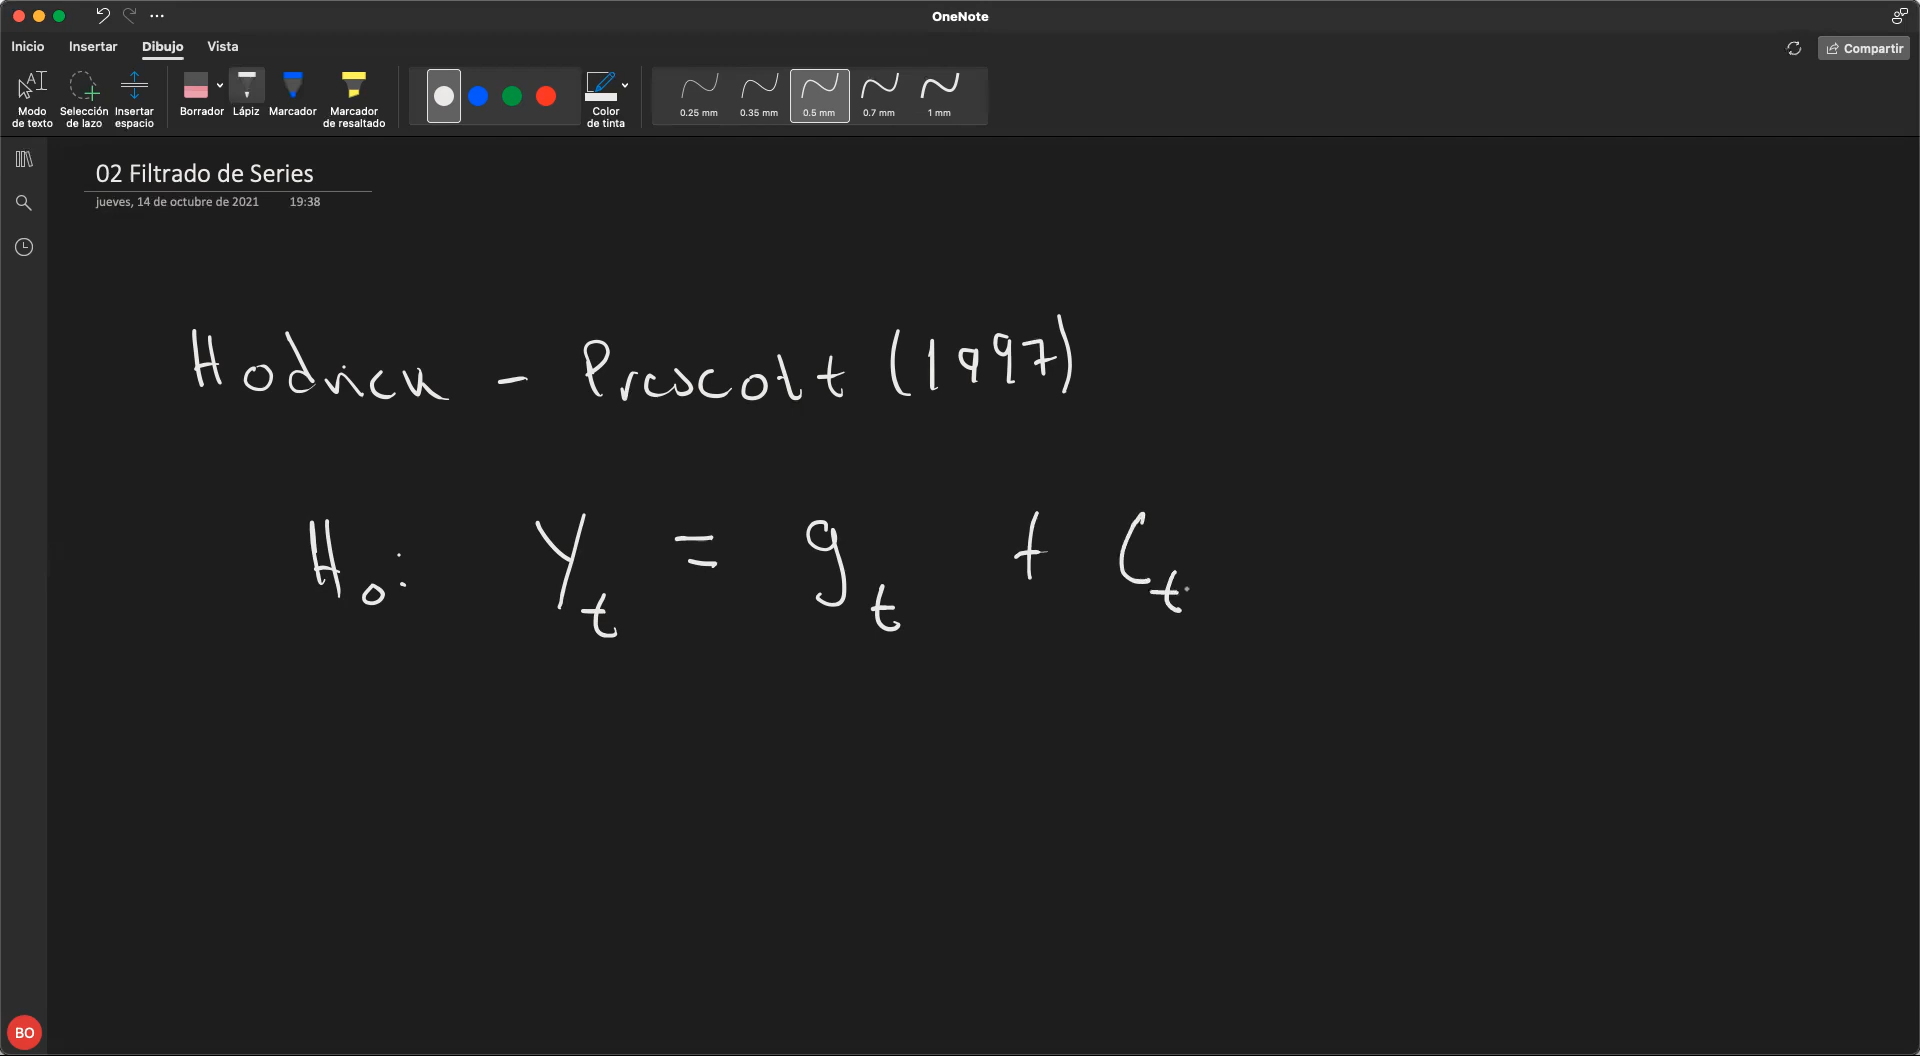 OneNote
Inicio Insertar Dibujo Vista
Compartir
Modo de texto
Selección de lazo
Insertar espacio
Borrador
Lápiz
Marcador
Marcador de resaltado
Color de tinta
0.25 mm
0.35 mm
0.5 mm
0.7 mm
1 mm
02 Filtrado de Series
jueves, 14 de octubre de 2021 19:38
Hodrick - Prescott (1997)
H₀: Yₜ = gₜ + Cₜ
BO